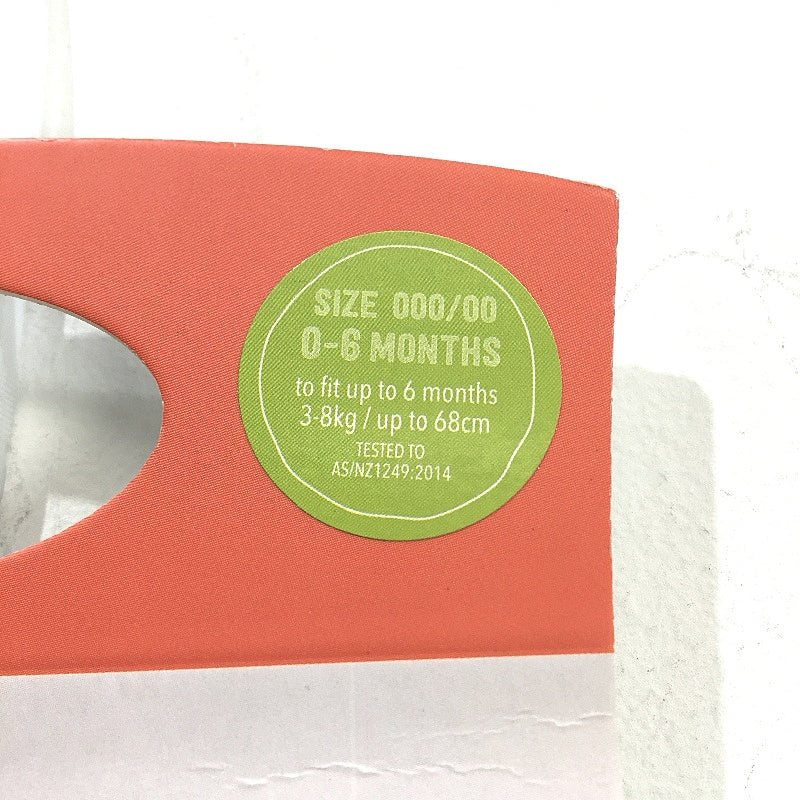 SIZE 000/00
0-6 MONTHS
to fit up to 6 months
3-8kg / up to 68cm
TESTED TO
AS/NZ1249:2014